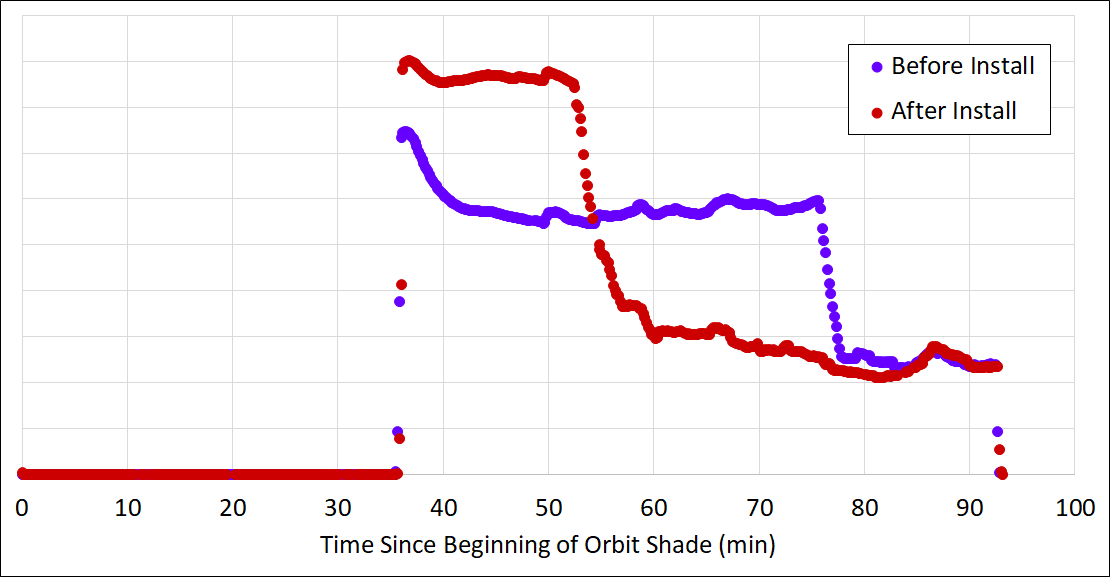 Before Install
After Install
0 10 20 30 40 50 60 70 80 90 100
Time Since Beginning of Orbit Shade (min)